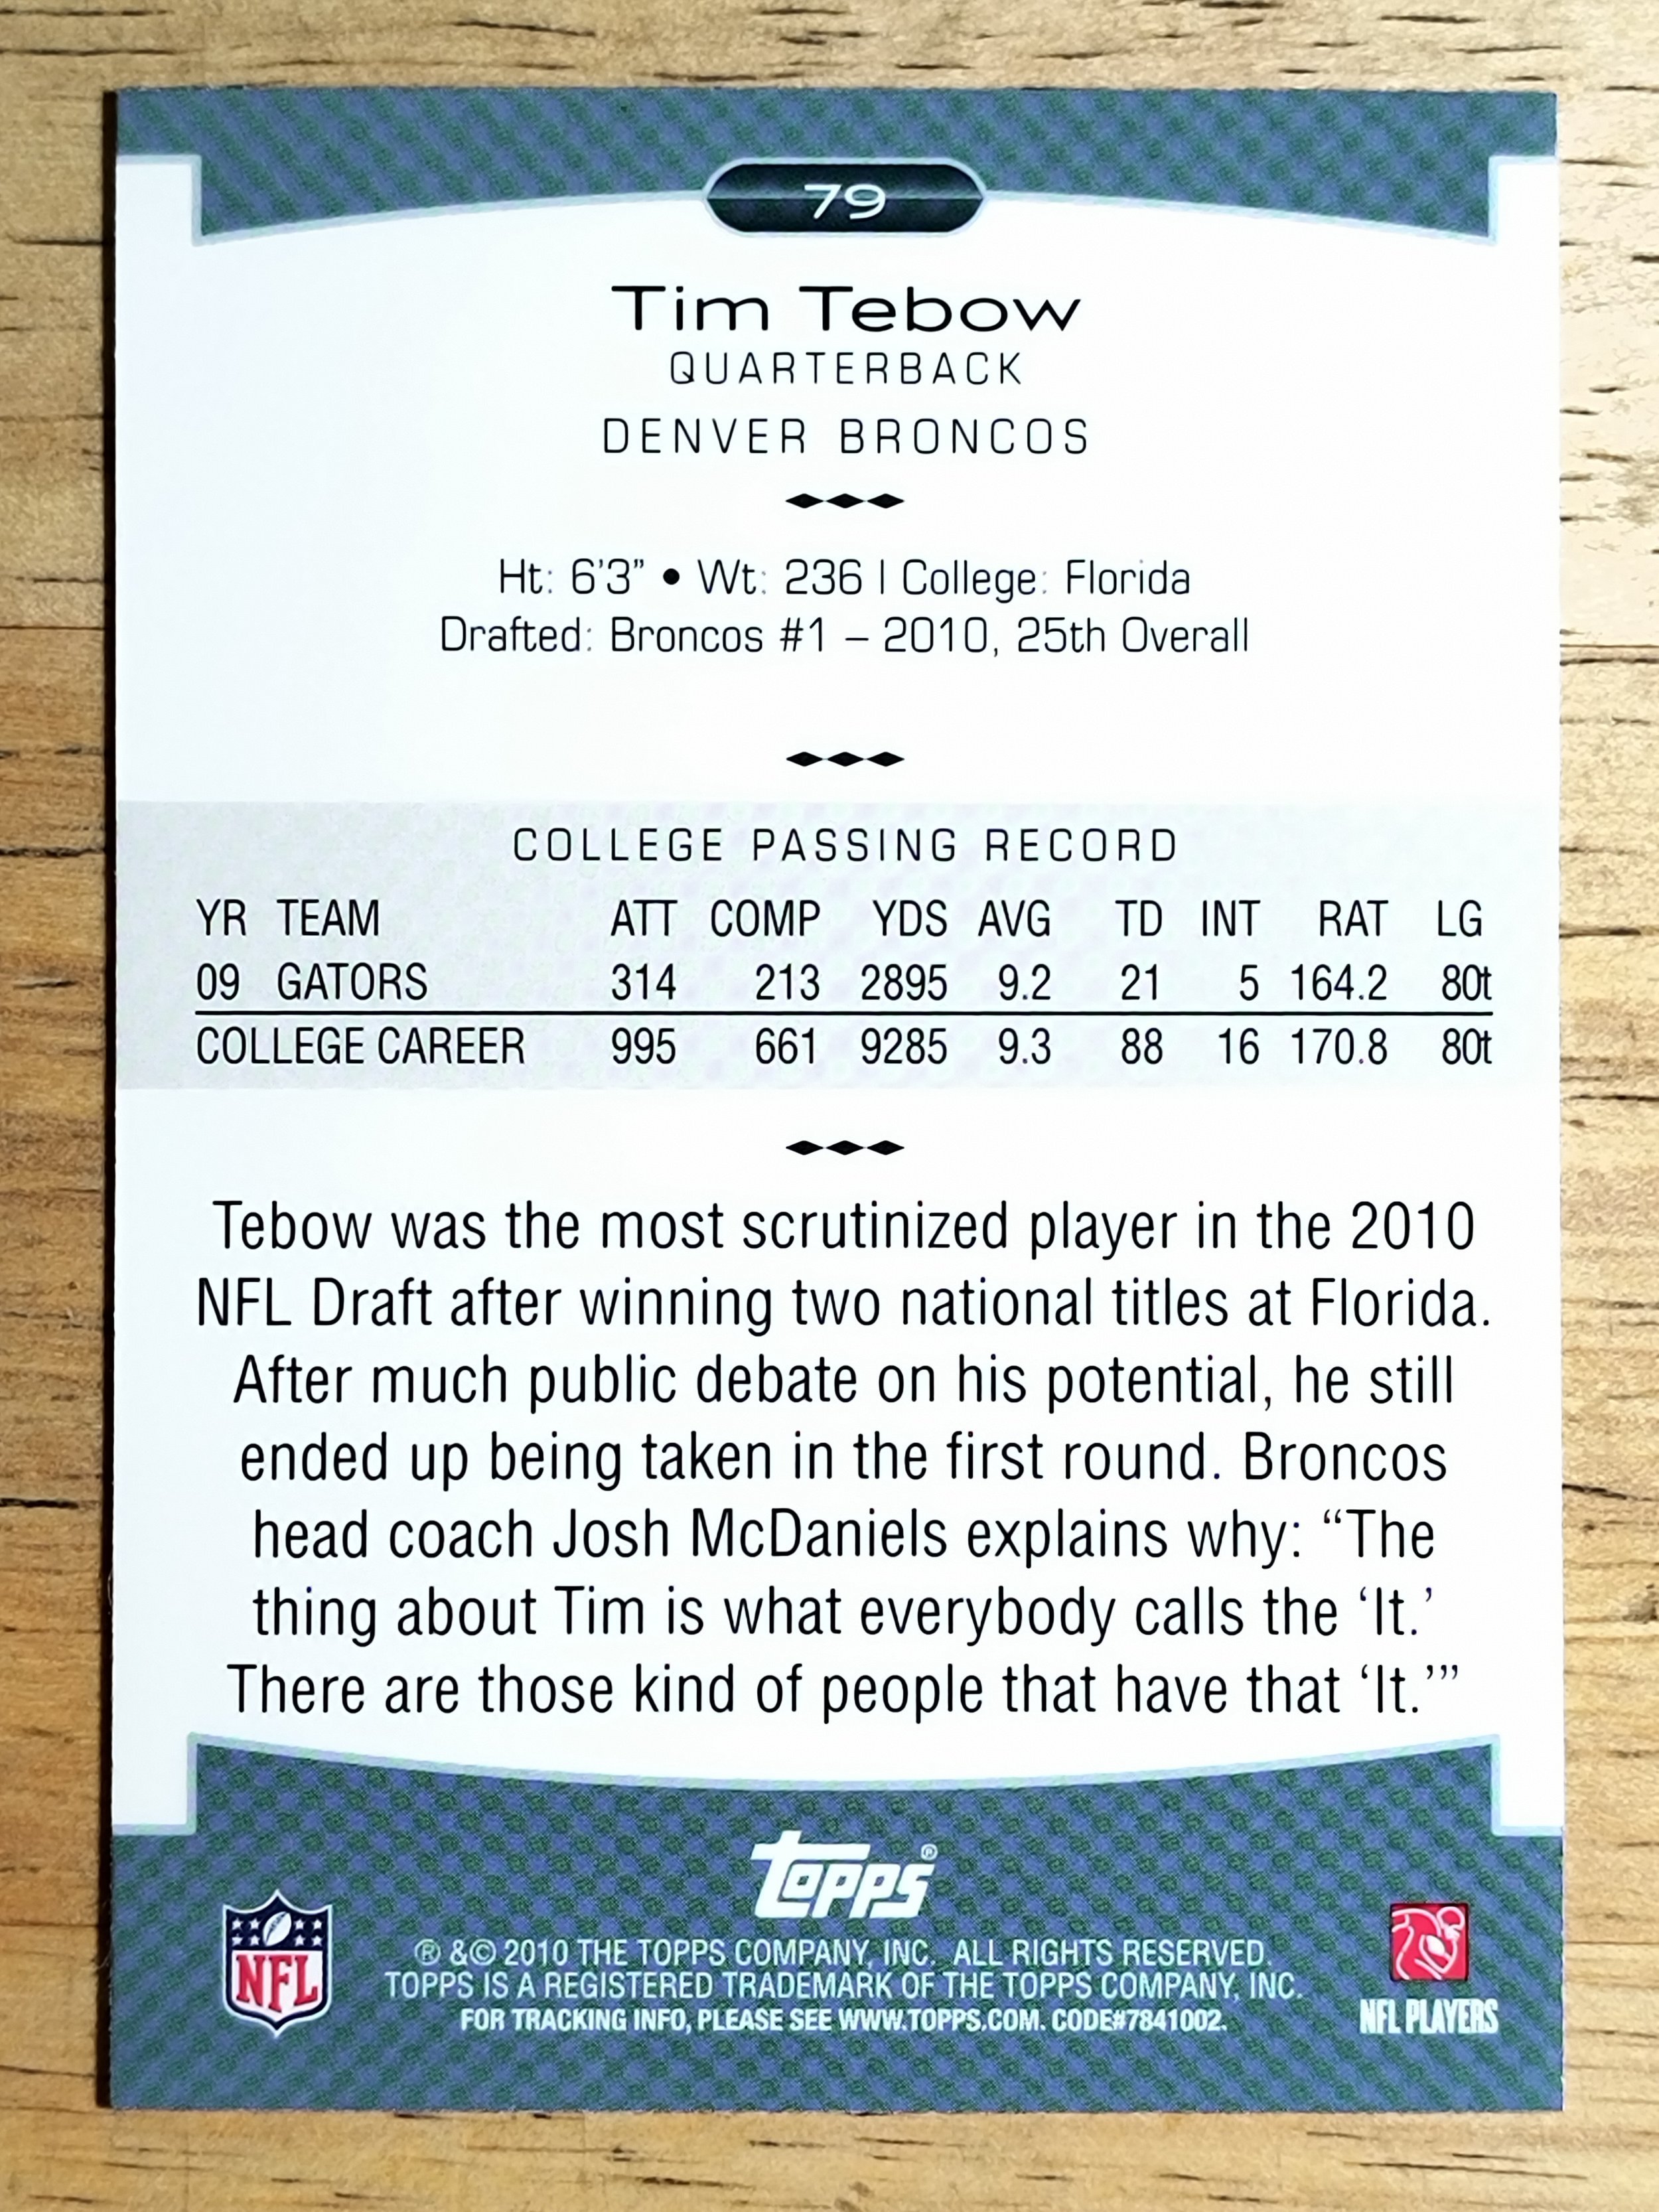 79
Tim Tebow
QUARTERBACK
DENVER BRONCOS
Ht: 6'3” • Wt: 236 | College: Florida
Drafted: Broncos #1 – 2010, 25th Overall
COLLEGE PASSING RECORD
YR TEAM ATT COMP YDS AVG TD INT RAT LG
09 GATORS 314 213 2895 9.2 21 5 164.2 80t
COLLEGE CAREER 995 661 9285 9.3 88 16 170.8 80t
Tebow was the most scrutinized player in the 2010
NFL Draft after winning two national titles at Florida.
After much public debate on his potential, he still
ended up being taken in the first round. Broncos
head coach Josh McDaniels explains why: “The
thing about Tim is what everybody calls the ‘It.’
There are those kind of people that have that ‘It.’”
topps®
® &© 2010 THE TOPPS COMPANY, INC. ALL RIGHTS RESERVED.
TOPPS IS A REGISTERED TRADEMARK OF THE TOPPS COMPANY, INC.
FOR TRACKING INFO, PLEASE SEE WWW.TOPPS.COM. CODE#7841002.
NFL
NFL PLAYERS